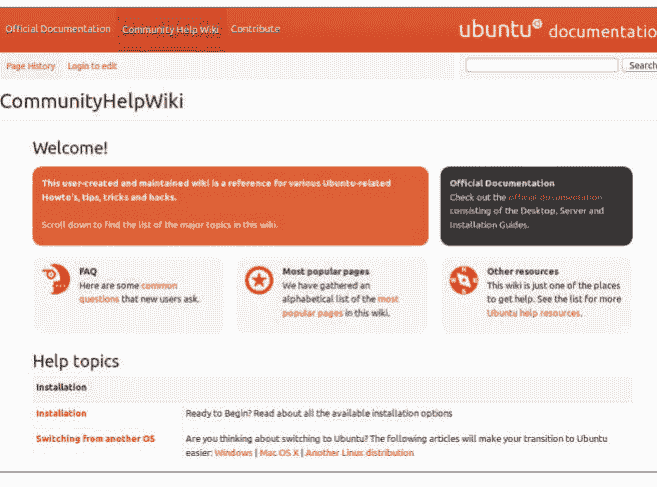 Official Documentation Community Help Wiki Contribute ubuntu® documentatio
Page History Login to edit Search
CommunityHelpWiki
Welcome!
This user-created and maintained wiki is a reference for various Ubuntu-related
Howto's, tips, tricks and hacks.
Scroll down to find the list of the major topics in this wiki.
Official Documentation
Check out the official documentation
consisting of the Desktop, Server and
Installation Guides.
FAQ
Here are some common
questions that new users ask.
Most popular pages
We have gathered an
alphabetical list of the most
popular pages in this wiki.
Other resources
This wiki is just one of the places
to get help. See the list for more
Ubuntu help resources.
Help topics
Installation
Installation Ready to Begin? Read about all the available installation options
Switching from another OS Are you thinking about switching to Ubuntu? The following articles will make your transition to Ubuntu
easier: Windows | Mac OS X | Another Linux distribution